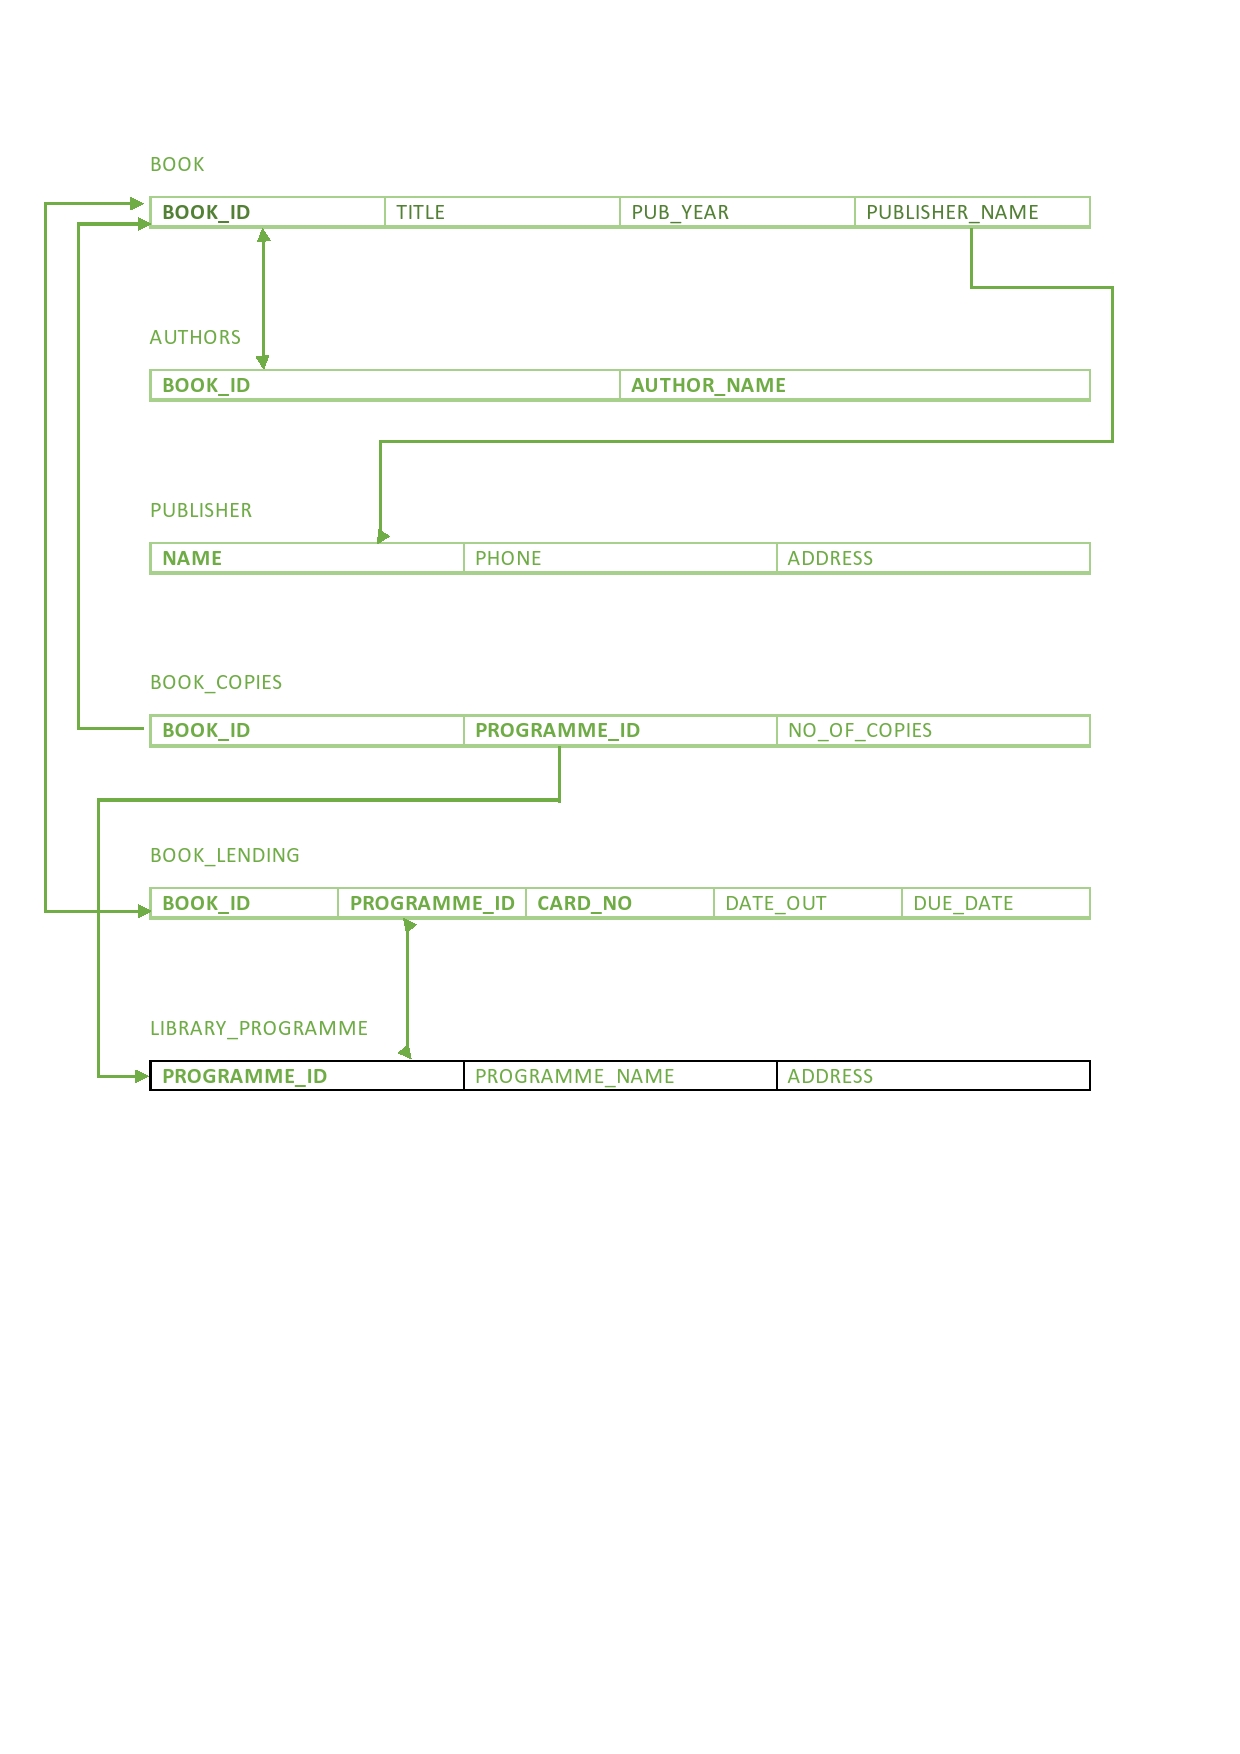 BOOK
BOOK_ID TITLE PUB_YEAR PUBLISHER_NAME
AUTHORS
BOOK_ID AUTHOR_NAME
PUBLISHER
NAME PHONE ADDRESS
BOOK_COPIES
BOOK_ID PROGRAMME_ID NO_OF_COPIES
BOOK_LENDING
BOOK_ID PROGRAMME_ID CARD_NO DATE_OUT DUE_DATE
LIBRARY_PROGRAMME
PROGRAMME_ID PROGRAMME_NAME ADDRESS